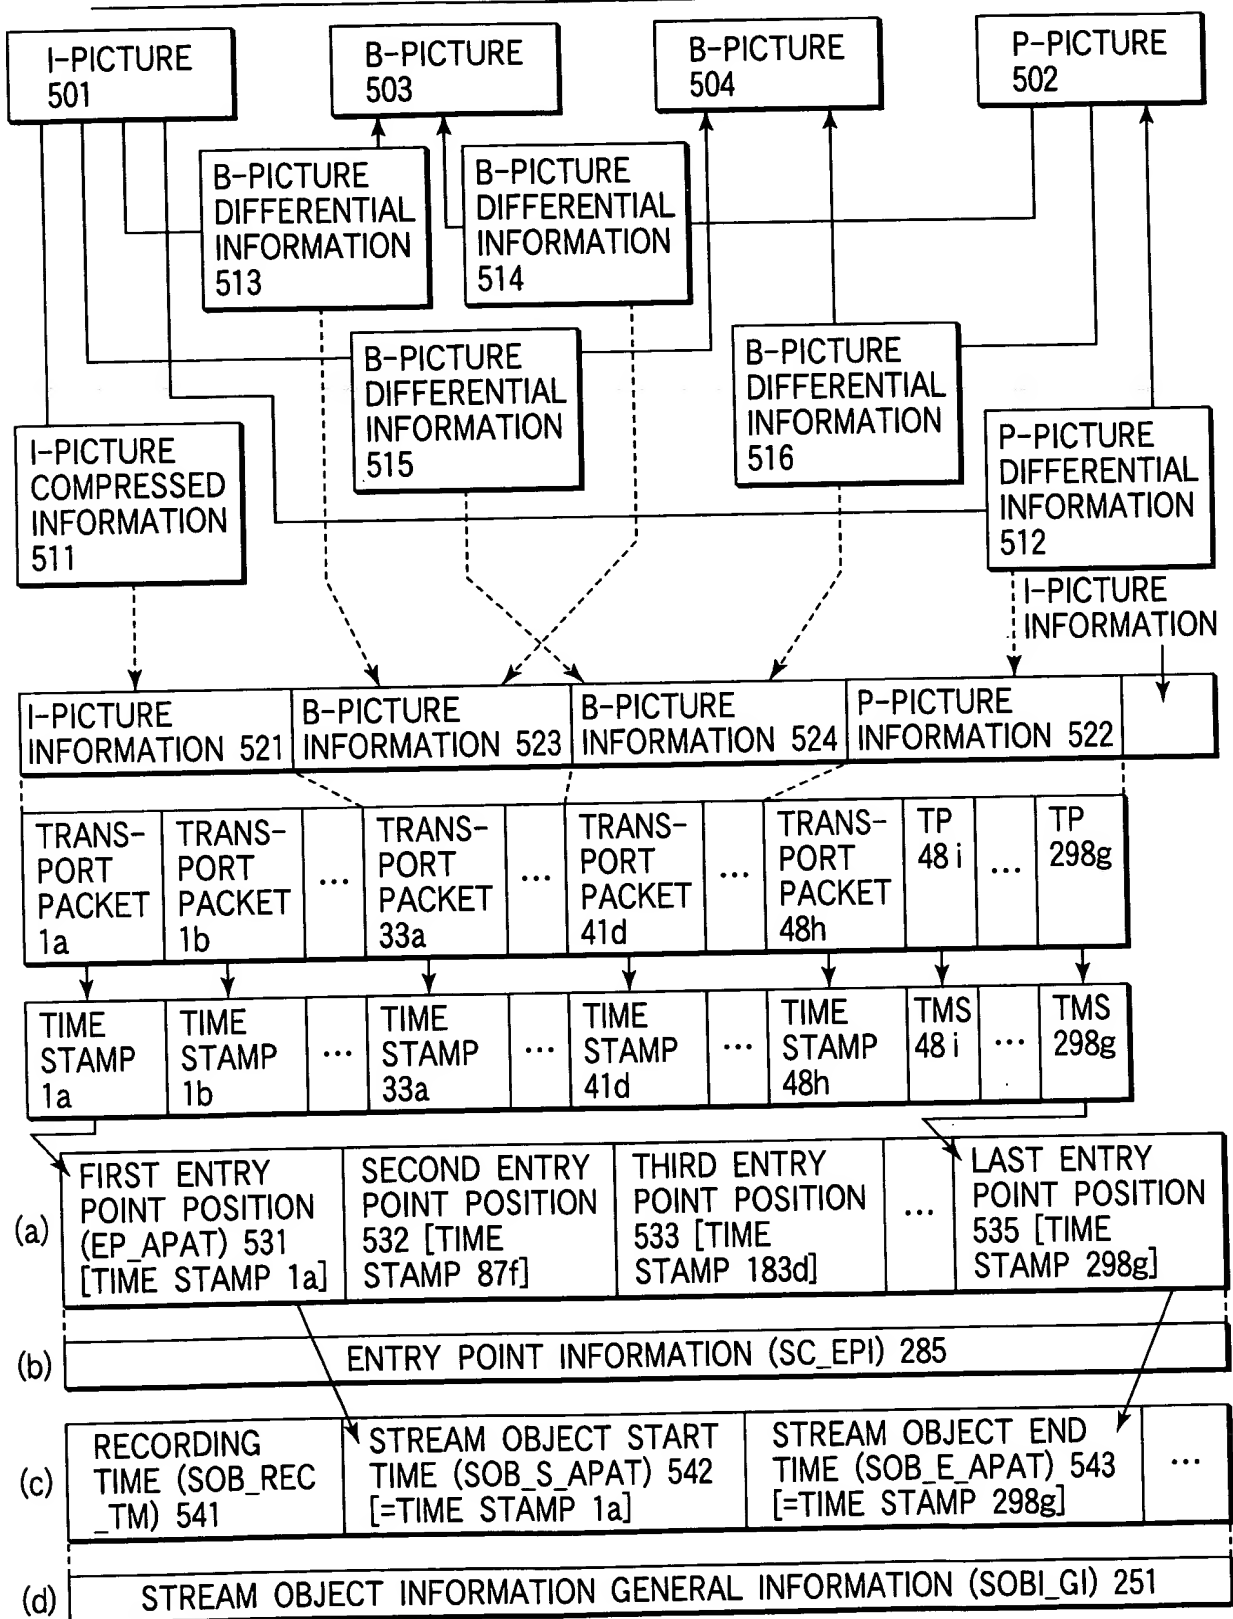 I-PICTURE
501
B-PICTURE
503
B-PICTURE
504
P-PICTURE
502
B-PICTURE
DIFFERENTIAL
INFORMATION
513
B-PICTURE
DIFFERENTIAL
INFORMATION
514
B-PICTURE
DIFFERENTIAL
INFORMATION
515
B-PICTURE
DIFFERENTIAL
INFORMATION
516
I-PICTURE
COMPRESSED
INFORMATION
511
P-PICTURE
DIFFERENTIAL
INFORMATION
512
I-PICTURE
INFORMATION
I-PICTURE
INFORMATION 521
B-PICTURE
INFORMATION 523
B-PICTURE
INFORMATION 524
P-PICTURE
INFORMATION 522
TRANS-
PORT
PACKET
1a
TRANS-
PORT
PACKET
1b
...
TRANS-
PORT
PACKET
33a
...
TRANS-
PORT
PACKET
41d
...
TRANS-
PORT
PACKET
48h
TP
48i
...
TP
298g
TIME
STAMP
1a
TIME
STAMP
1b
...
TIME
STAMP
33a
...
TIME
STAMP
41d
...
TIME
STAMP
48h
TMS
48i
...
TMS
298g
(a)
FIRST ENTRY
POINT POSITION
(EP_APAT) 531
[TIME STAMP 1a]
SECOND ENTRY
POINT POSITION
532 [TIME
STAMP 87f]
THIRD ENTRY
POINT POSITION
533 [TIME
STAMP 183d]
...
LAST ENTRY
POINT POSITION
535 [TIME
STAMP 298g]
(b)
ENTRY POINT INFORMATION (SC_EPI) 285
(c)
RECORDING
TIME (SOB_REC
_TM) 541
STREAM OBJECT START
TIME (SOB_S_APAT) 542
[=TIME STAMP 1a]
STREAM OBJECT END
TIME (SOB_E_APAT) 543
[=TIME STAMP 298g]
...
(d)
STREAM OBJECT INFORMATION GENERAL INFORMATION (SOBI_GI) 251